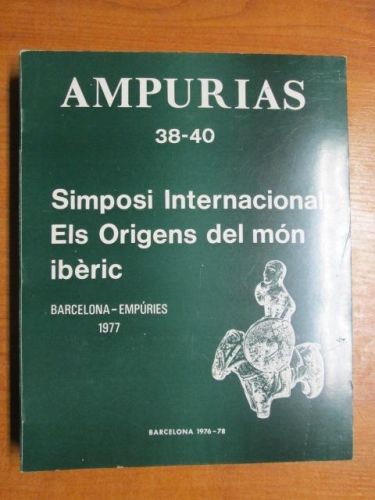 AMPURIAS
38-40
Simposi Internacional
Els Origens del món
ibèric
BARCELONA-EMPÚRIES
1977
BARCELONA 1976-78